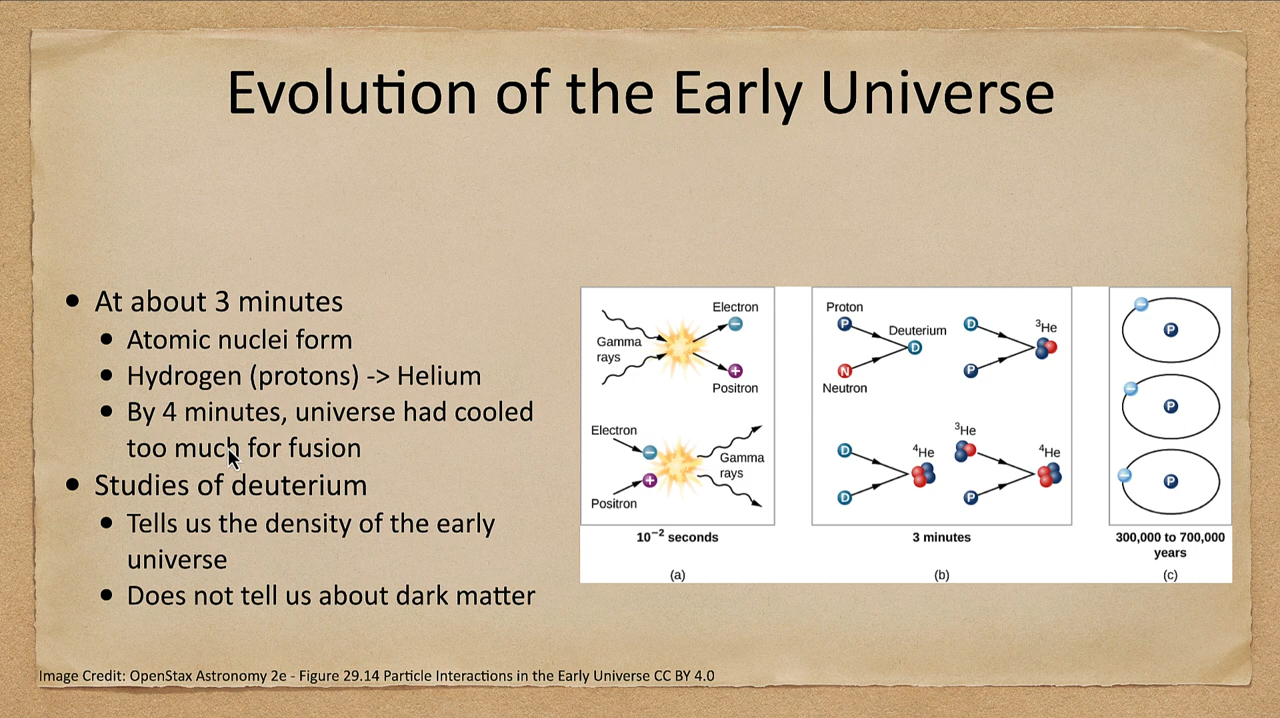 Evolution of the Early Universe
• At about 3 minutes
• Atomic nuclei form
• Hydrogen (protons) -> Helium
• By 4 minutes, universe had cooled
too much for fusion
• Studies of deuterium
• Tells us the density of the early
universe
• Does not tell us about dark matter
Gamma
rays
Electron
−
+
Positron
Electron
−
+
Positron
Gamma
rays
10⁻² seconds
(a)
Proton
P
Deuterium
D
N
Neutron
D
P
³He
D
D
⁴He
³He
P
⁴He
3 minutes
(b)
−
P
−
P
−
P
300,000 to 700,000
years
(c)
Image Credit: OpenStax Astronomy 2e - Figure 29.14 Particle Interactions in the Early Universe CC BY 4.0